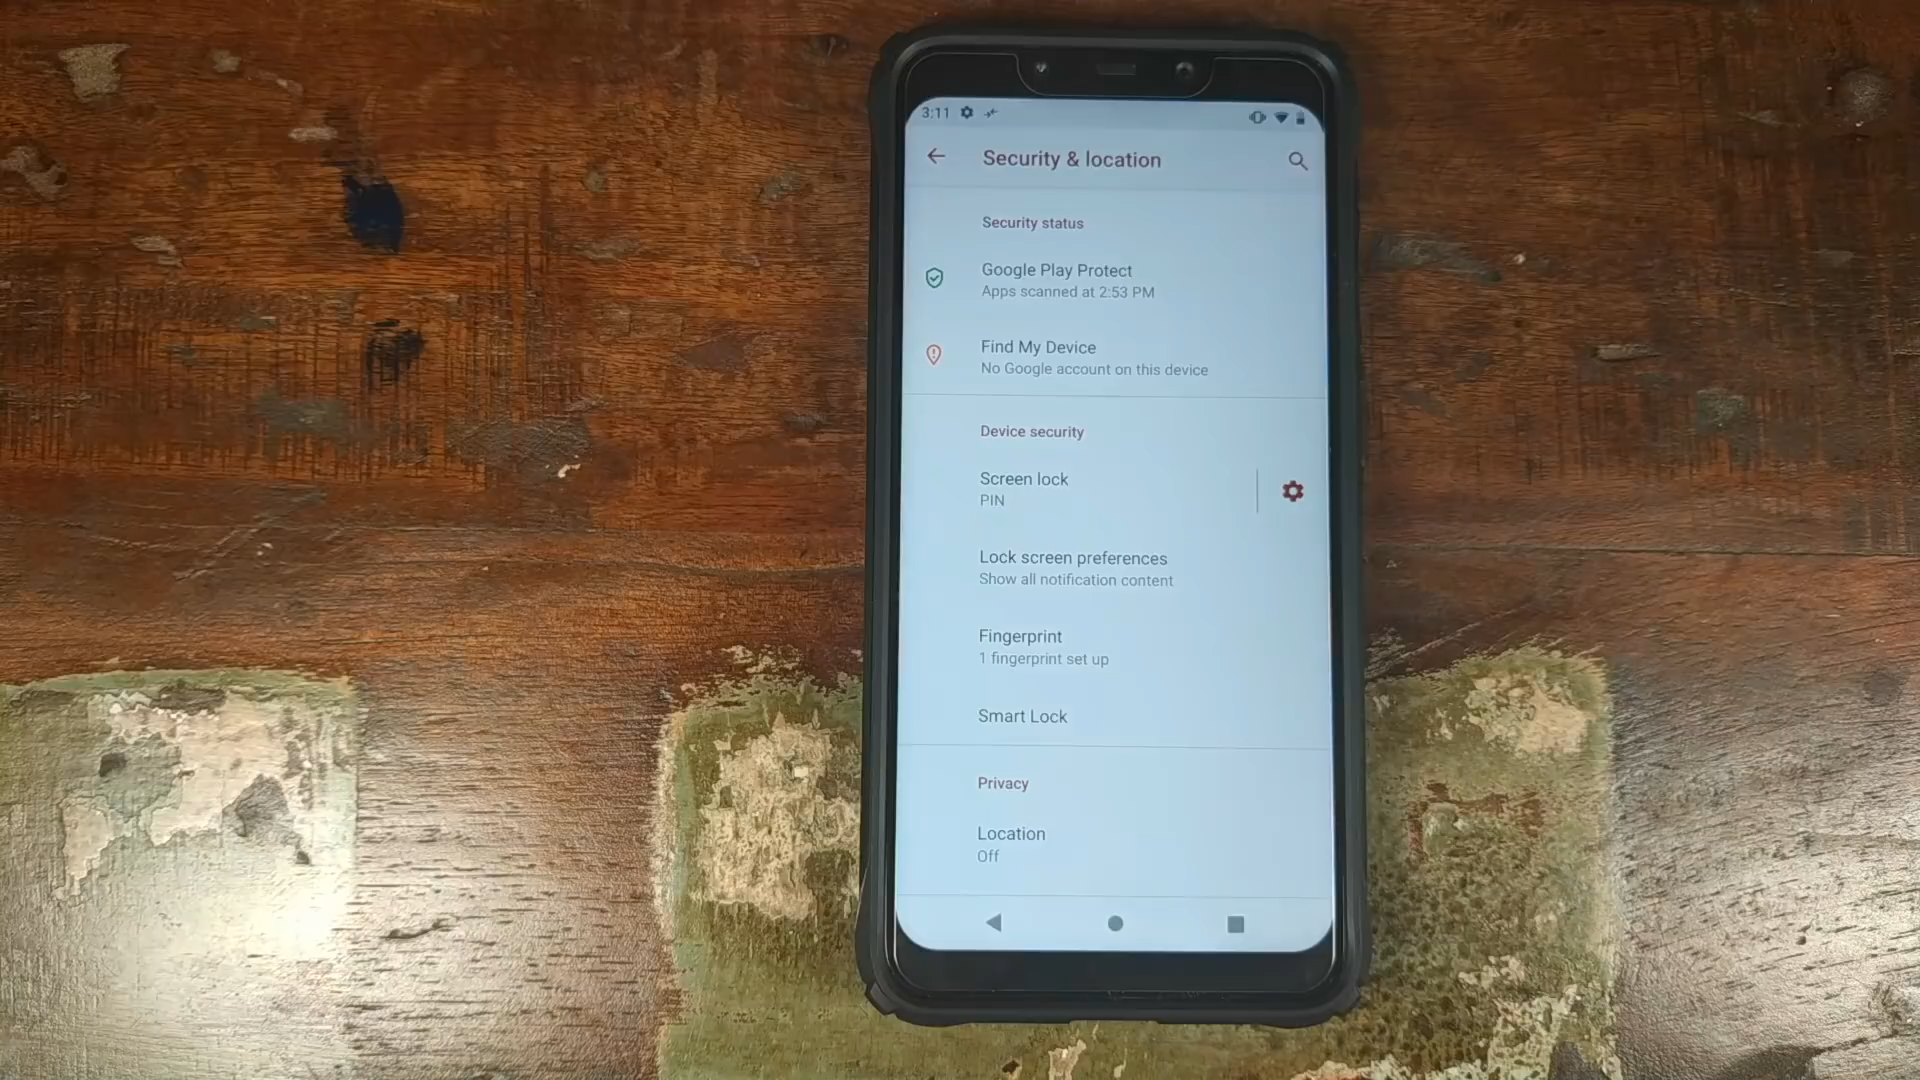 3:11
Security & location
Security status
Google Play Protect
Apps scanned at 2:53 PM
Find My Device
No Google account on this device
Device security
Screen lock
PIN
Lock screen preferences
Show all notification content
Fingerprint
1 fingerprint set up
Smart Lock
Privacy
Location
Off